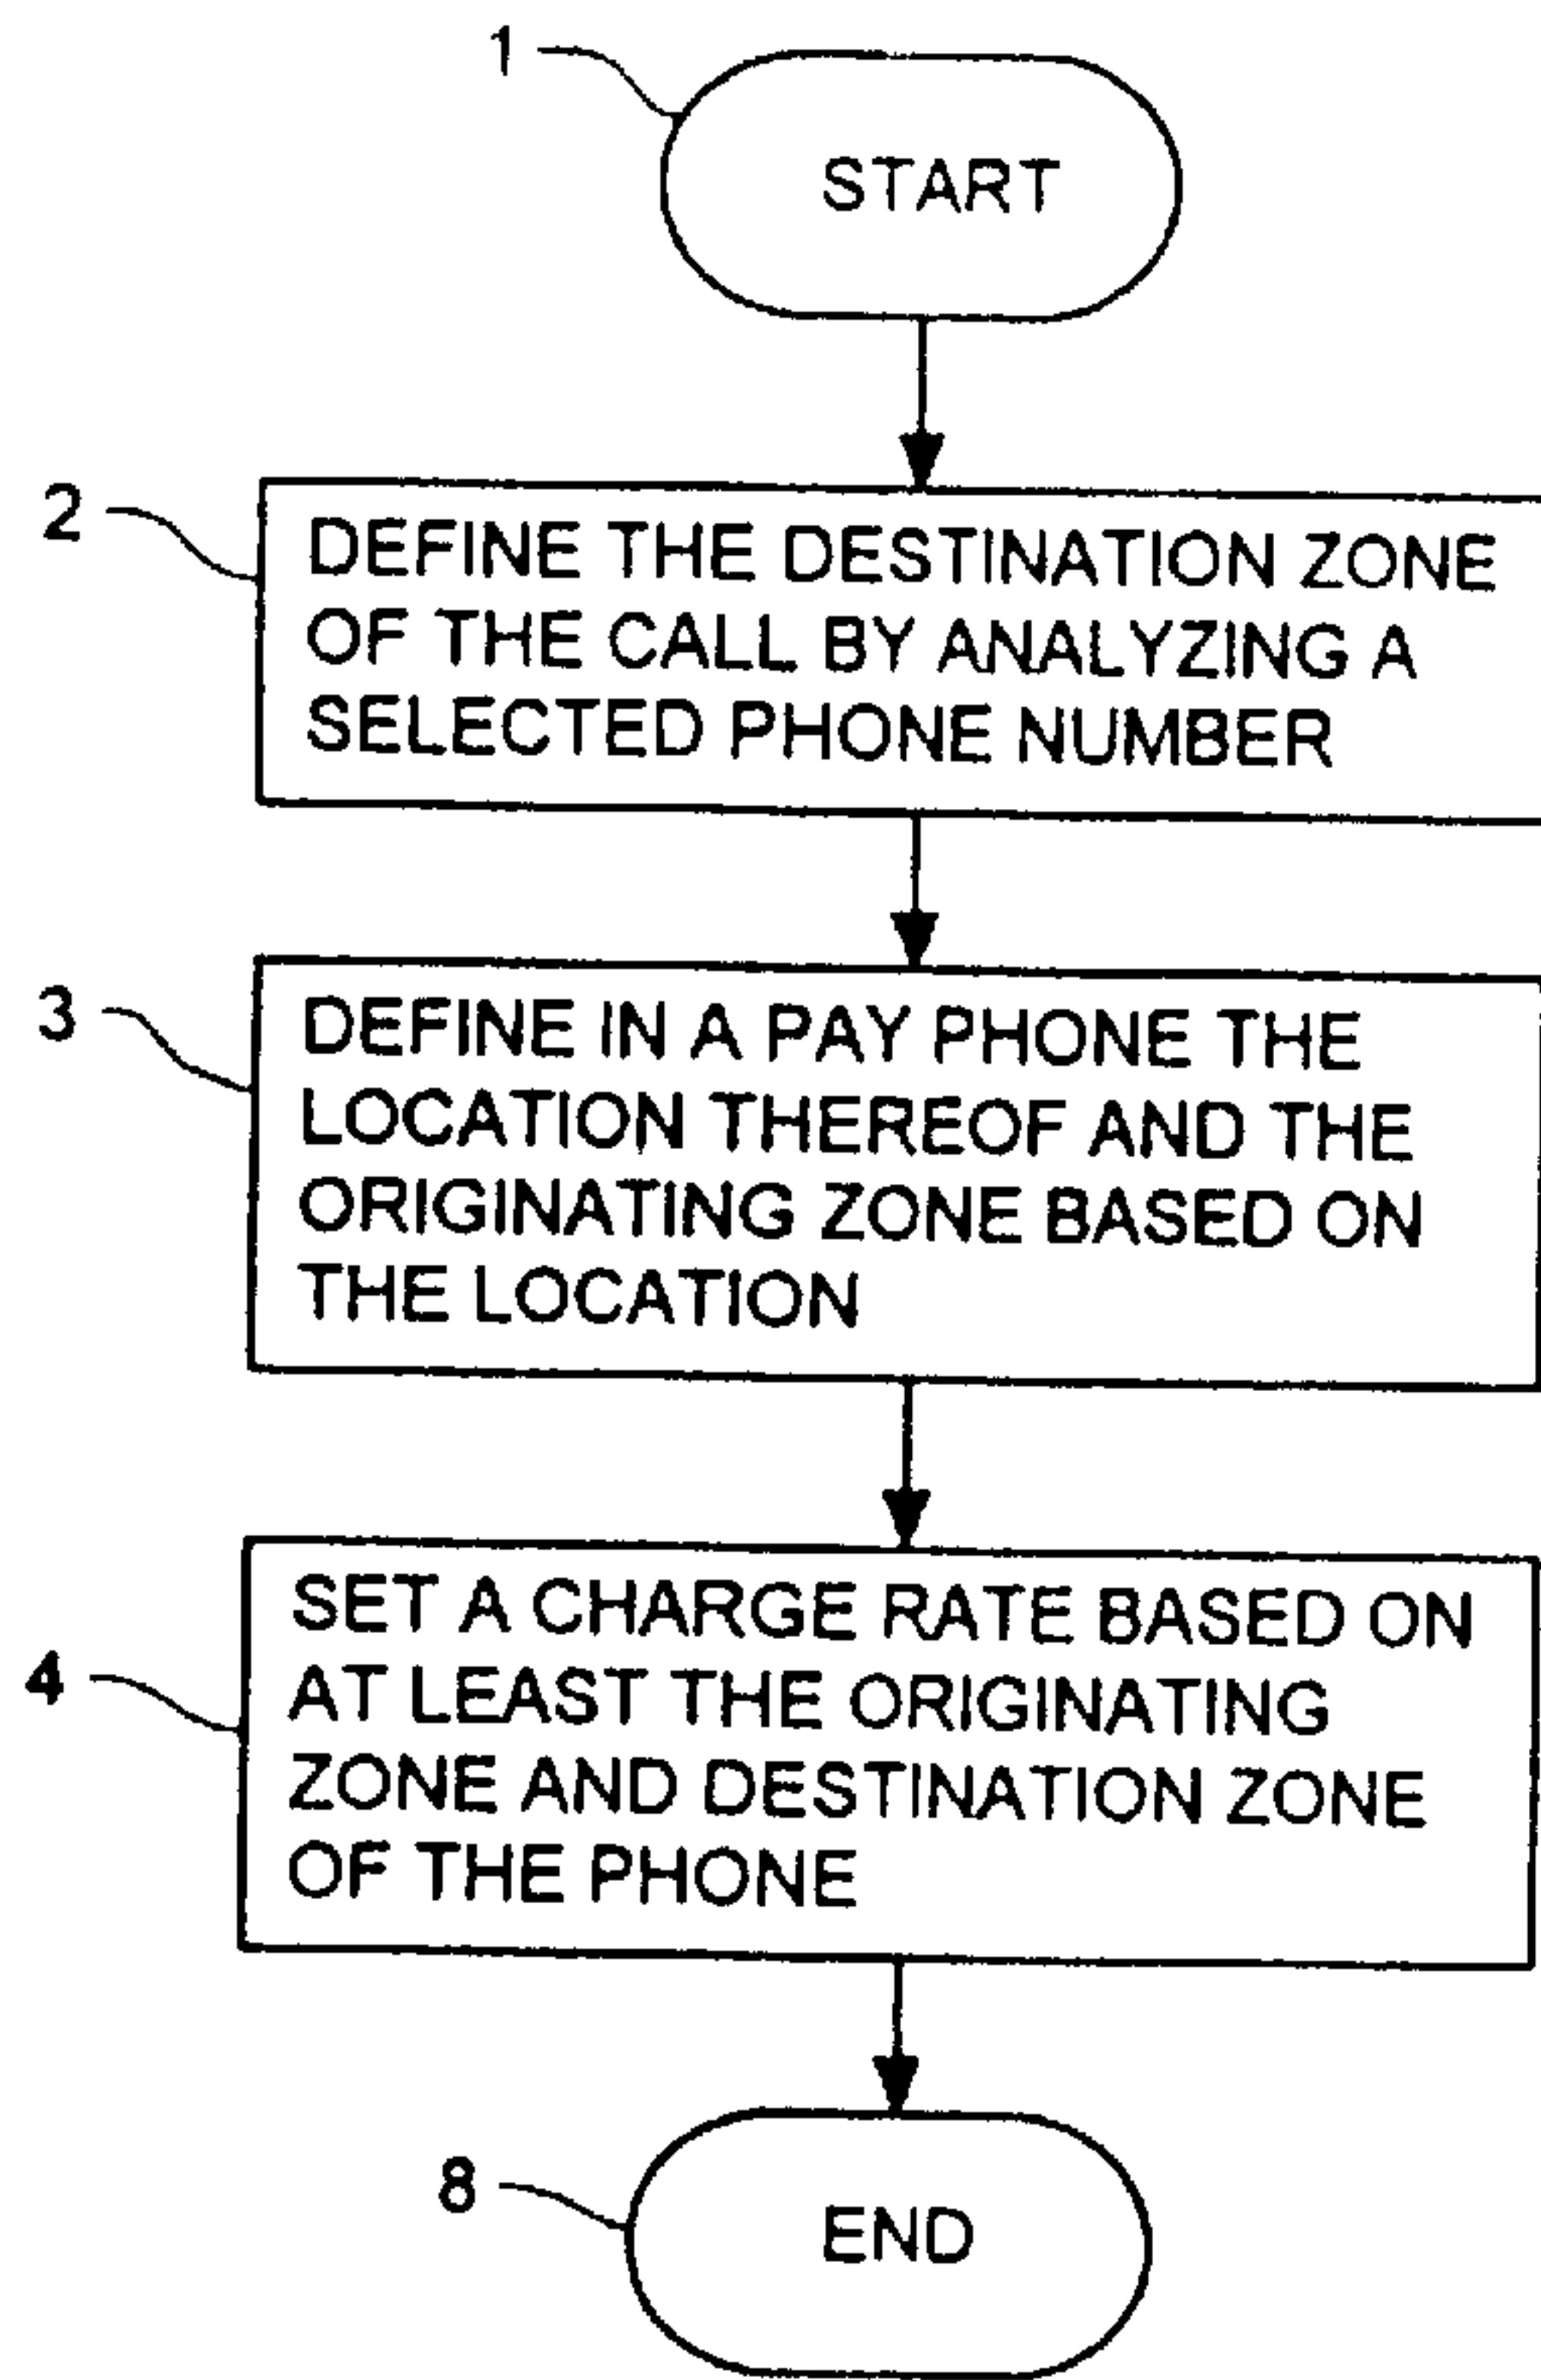 1
START
2
DEFINE THE DESTINATION ZONE
OF THE CALL BY ANALYZING A
SELECTED PHONE NUMBER
3
DEFINE IN A PAY PHONE THE
LOCATION THEREOF AND THE
ORIGINATING ZONE BASED ON
THE LOCATION
4
SET A CHARGE RATE BASED ON
AT LEAST THE ORIGINATING
ZONE AND DESTINATION ZONE
OF THE PHONE
8
END